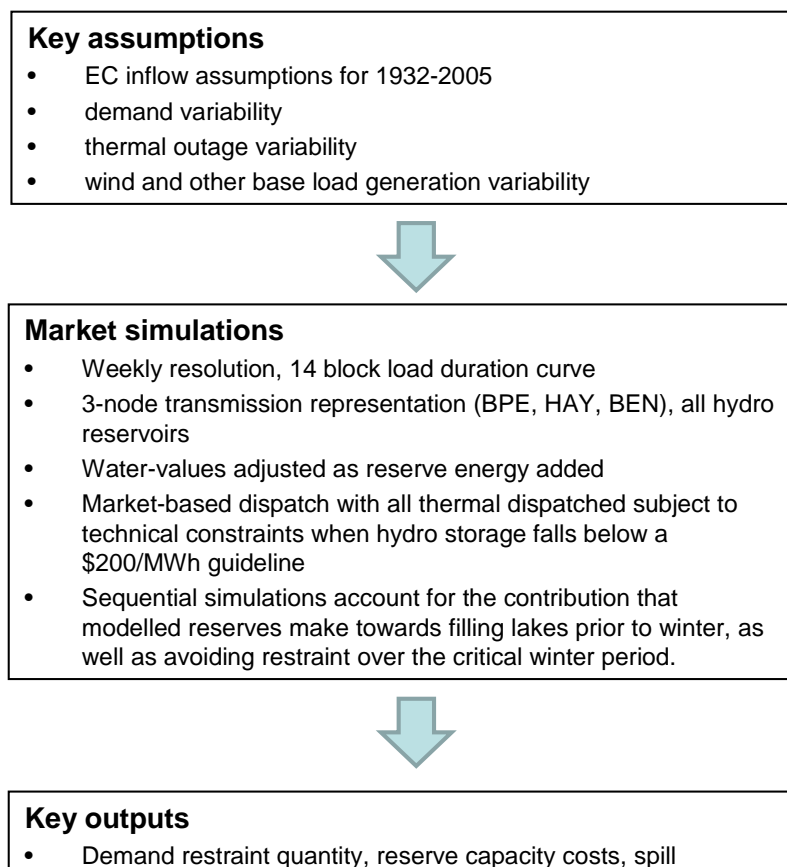 Key assumptions
• EC inflow assumptions for 1932-2005
• demand variability
• thermal outage variability
• wind and other base load generation variability
Market simulations
• Weekly resolution, 14 block load duration curve
• 3-node transmission representation (BPE, HAY, BEN), all hydro
reservoirs
• Water-values adjusted as reserve energy added
• Market-based dispatch with all thermal dispatched subject to
technical constraints when hydro storage falls below a
$200/MWh guideline
• Sequential simulations account for the contribution that
modelled reserves make towards filling lakes prior to winter, as
well as avoiding restraint over the critical winter period.
Key outputs
• Demand restraint quantity, reserve capacity costs, spill